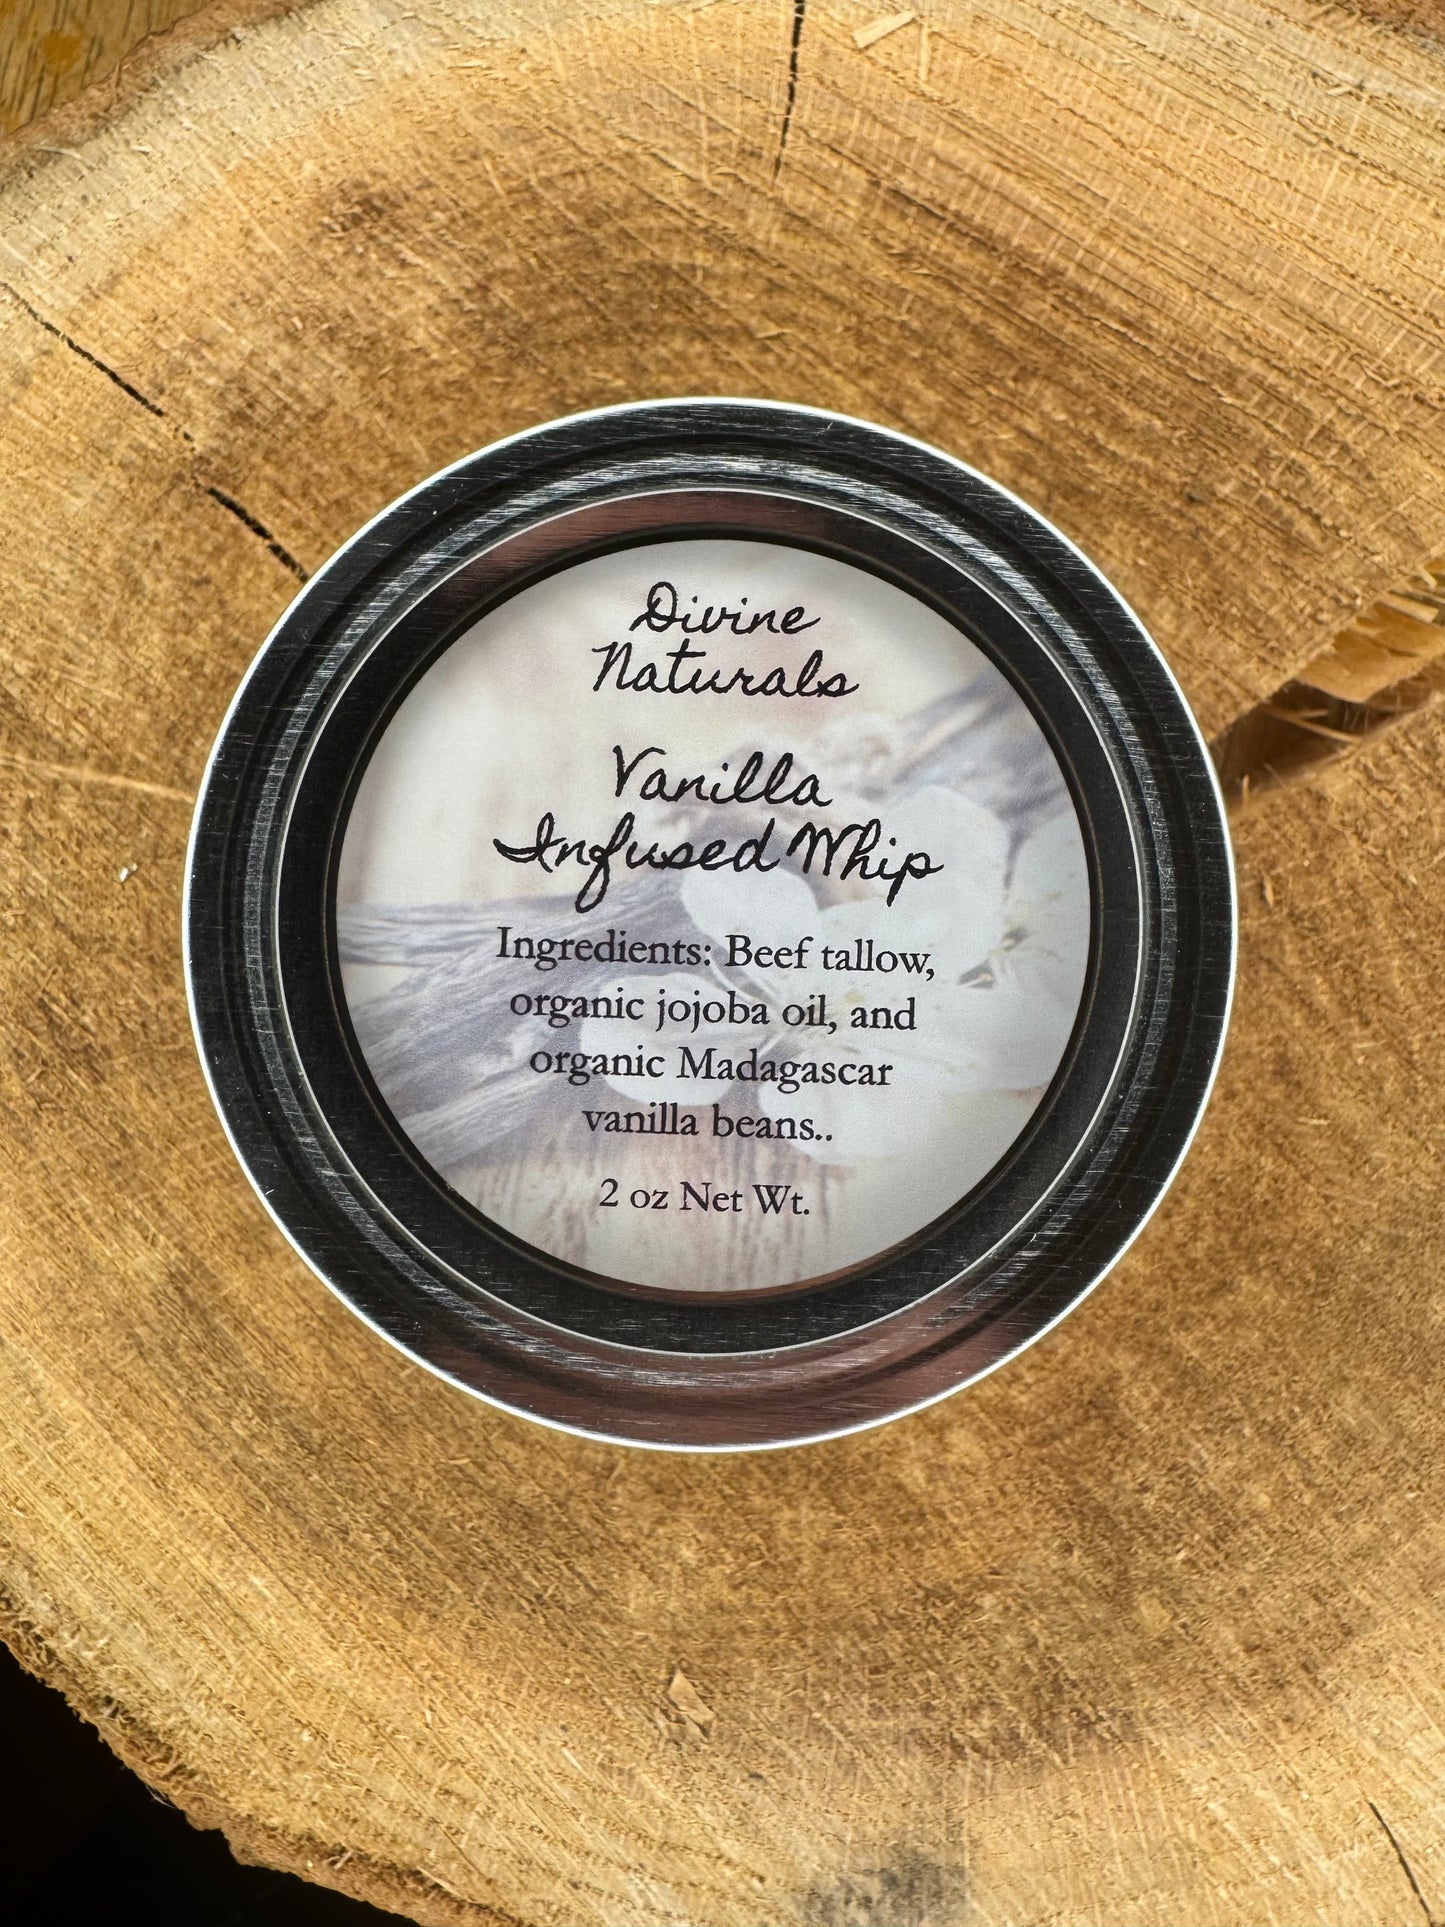 Divine
Naturals
Vanilla
Infused Whip
Ingredients: Beef tallow,
organic jojoba oil, and
organic Madagascar
vanilla beans..
2 oz Net Wt.